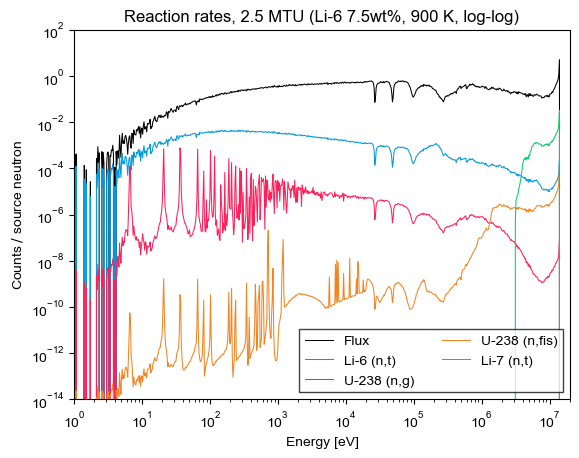 Reaction rates, 2.5 MTU (Li-6 7.5wt%, 900 K, log-log)
Counts / source neutron
10^2
10^0
10^-2
10^-4
10^-6
10^-8
10^-10
10^-12
10^-14
Flux
Li-6 (n,t)
U-238 (n,g)
U-238 (n,fis)
Li-7 (n,t)
10^0 10^1 10^2 10^3 10^4 10^5 10^6 10^7
Energy [eV]